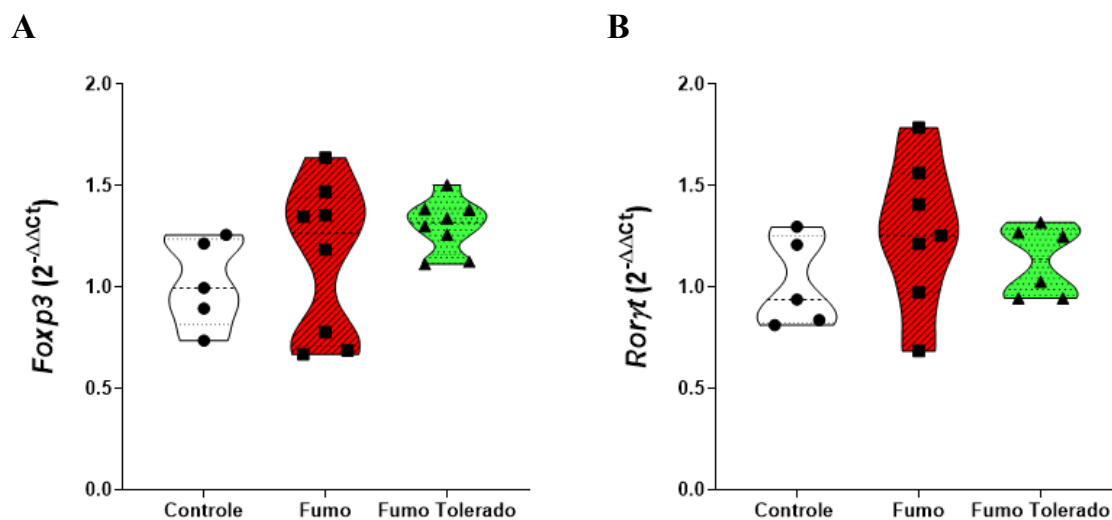 A
B
Foxp3 (2^-ΔΔCt)
2.0
1.5
1.0
0.5
0.0
Controle Fumo Fumo Tolerado
Rorγt (2^-ΔΔCt)
2.0
1.5
1.0
0.5
0.0
Controle Fumo Fumo Tolerado